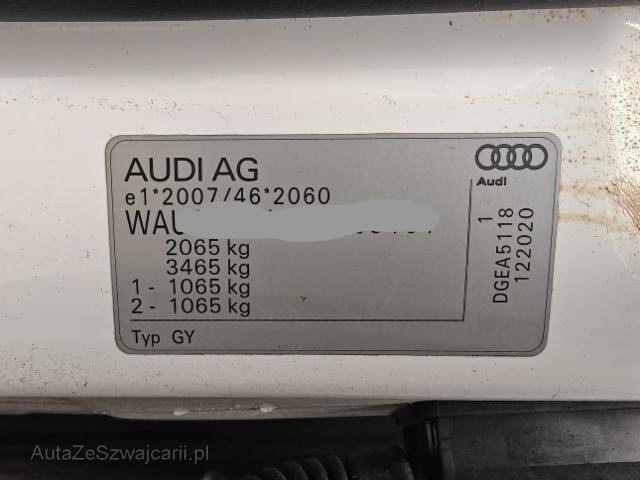 AUDI AG
Audi
e1*2007/46*2060
WAU
2065 kg
3465 kg
1 - 1065 kg
2 - 1065 kg
Typ GY
1
DGEA5118
122020
AutaZeSzwajcarii.pl